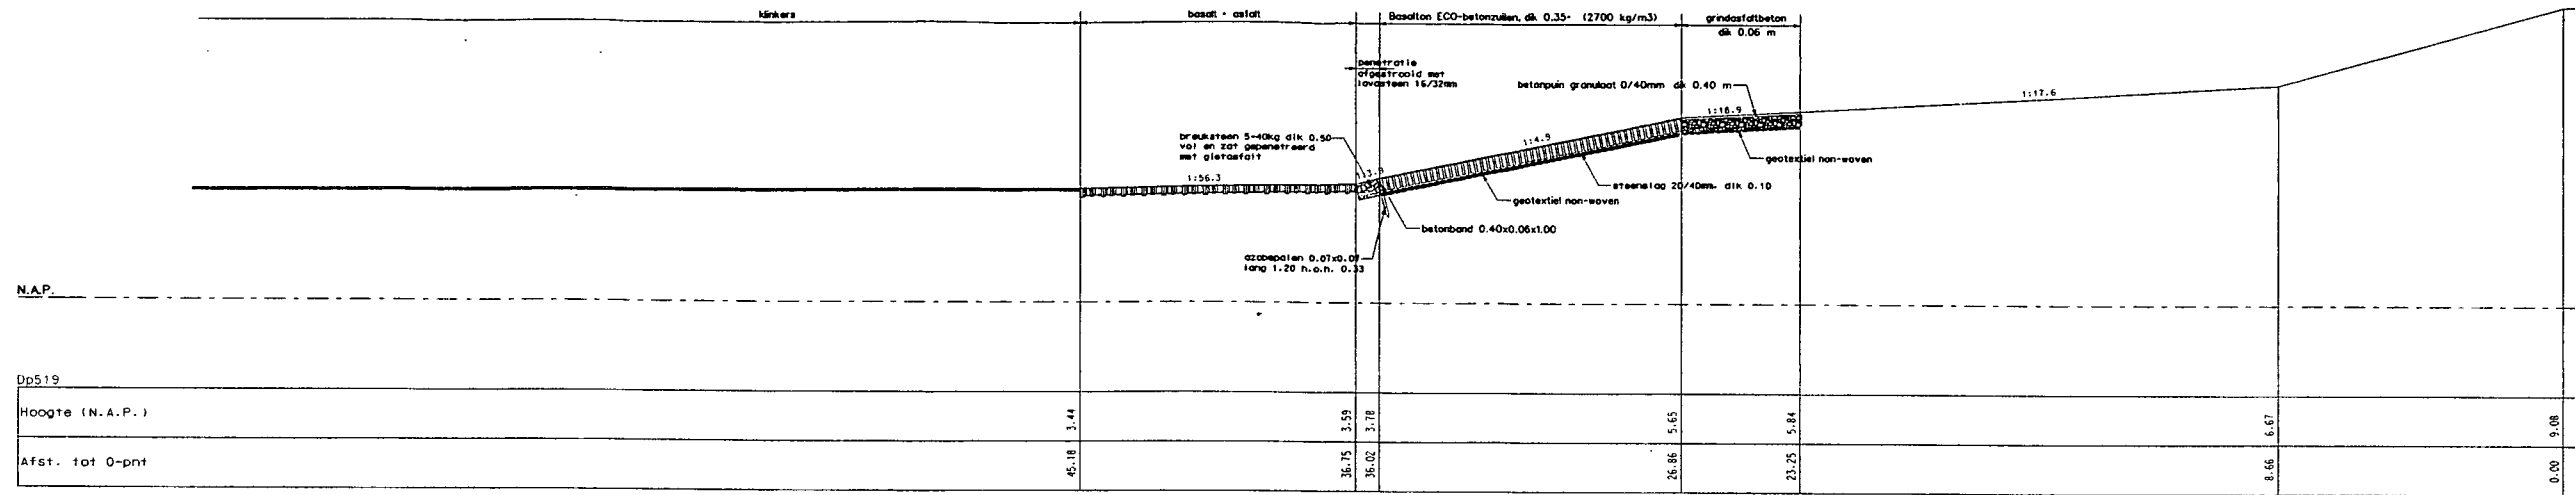 klinkers
basalt - asfalt
Basalton ECO-betonzuilen, dik 0.35- (2700 kg/m3)
grindasfaltbeton
dik 0.06 m
penetratie
afgestrooid met
lavasteen 16/32mm
betonpuin granulaat 0/40mm dik 0.40 m
1:17.6
1:18.9
breuksteen 5-40kg dik 0.50
vol en zat gepenetreerd
met gietasfalt
1:4.9
geotextiel non-woven
1:56.3
1:3.9
steenslag 20/40mm. dik 0.10
geotextiel non-woven
betonband 0.40x0.06x1.00
azobepalen 0.07x0.07
lang 1.20 h.o.h. 0.33
N.A.P.
Dp519
Hoogte (N.A.P.) 3.44 3.59 3.78 5.65 5.84 6.67 9.08
Afst. tot 0-pnt 45.18 36.75 36.02 26.86 23.25 8.66 0.00